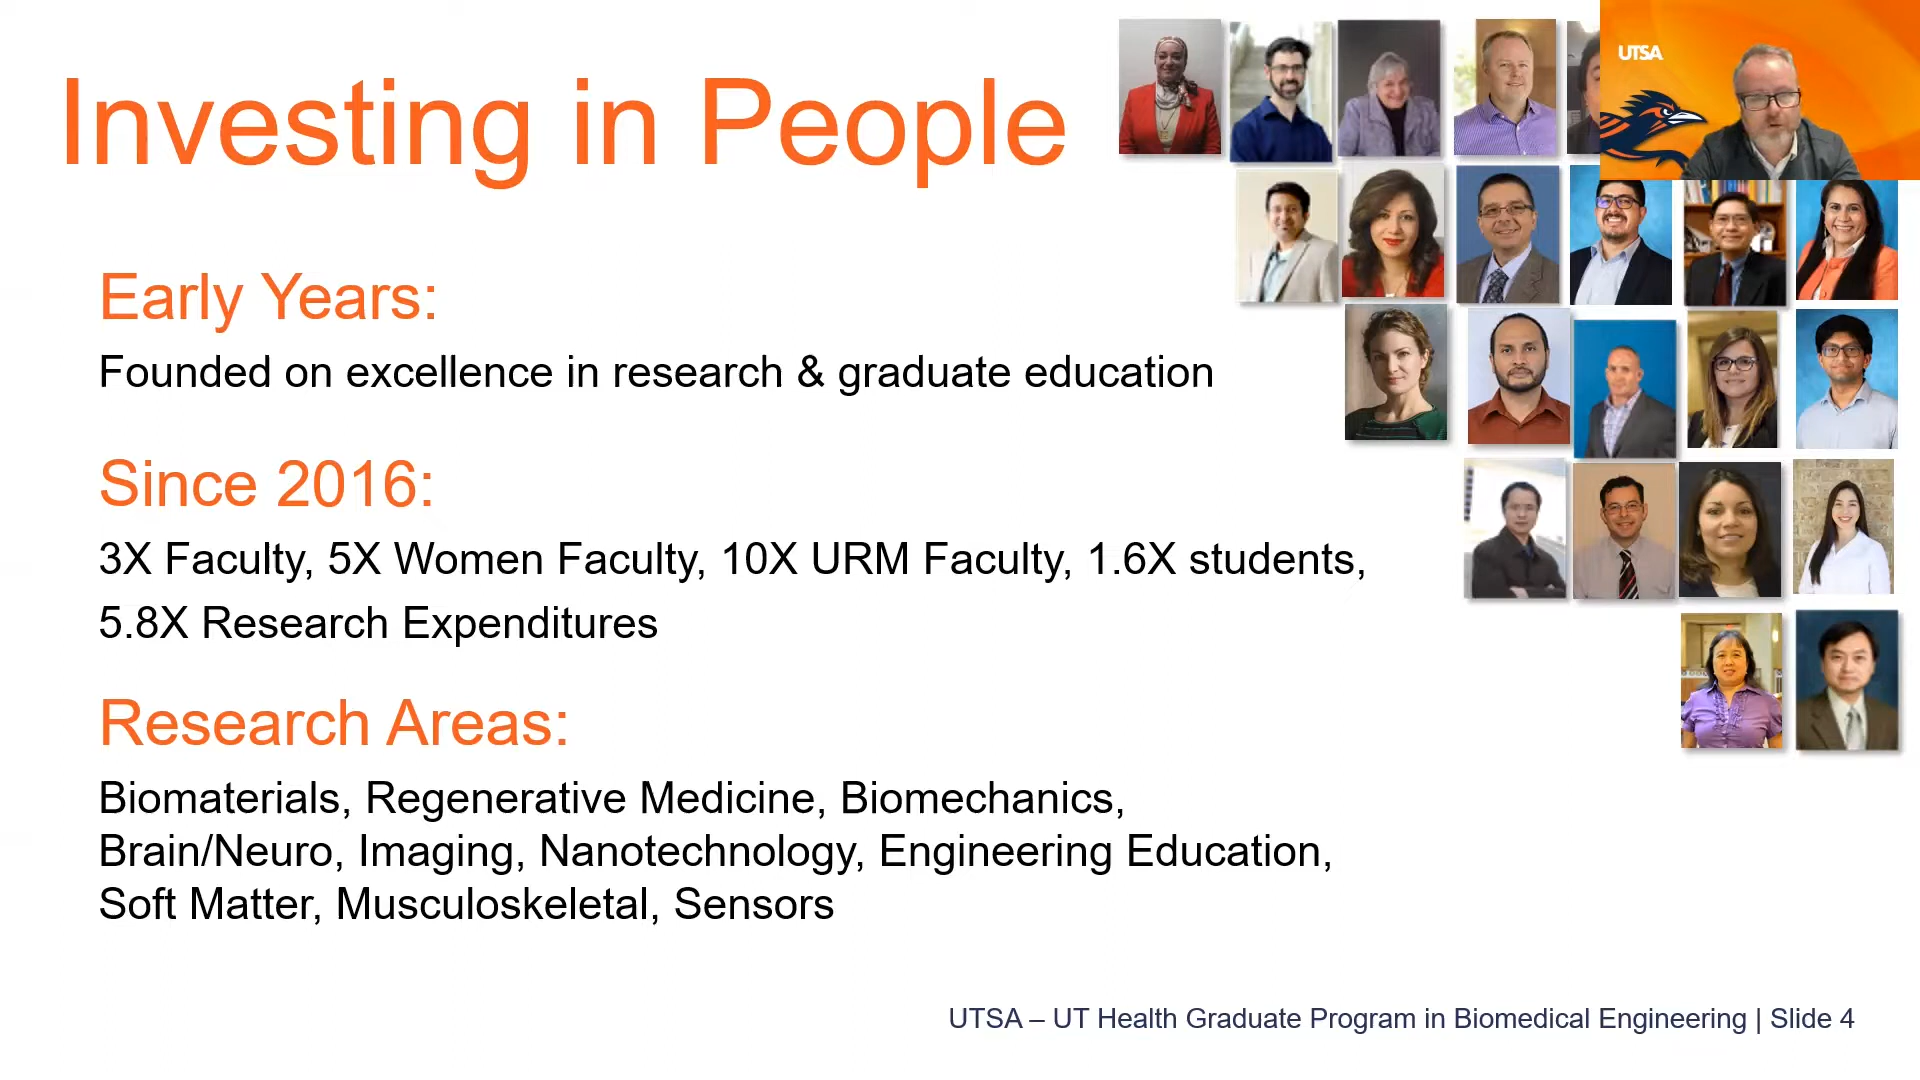 Investing in People
UTSA
Early Years:
Founded on excellence in research & graduate education
Since 2016:
3X Faculty, 5X Women Faculty, 10X URM Faculty, 1.6X students,
5.8X Research Expenditures
Research Areas:
Biomaterials, Regenerative Medicine, Biomechanics,
Brain/Neuro, Imaging, Nanotechnology, Engineering Education,
Soft Matter, Musculoskeletal, Sensors
UTSA – UT Health Graduate Program in Biomedical Engineering | Slide 4